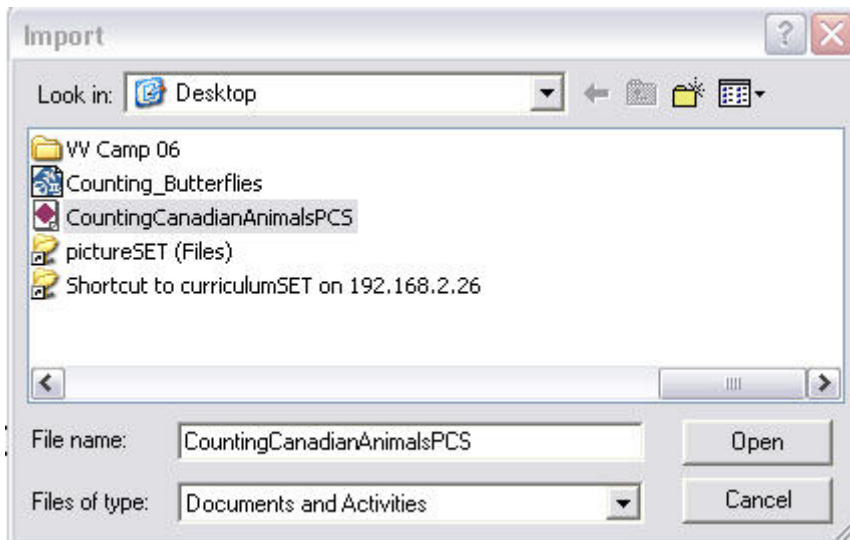 Import
Look in: Desktop
VV Camp 06
Counting_Butterflies
CountingCanadianAnimalsPCS
pictureSET (Files)
Shortcut to curriculumSET on 192.168.2.26
File name: CountingCanadianAnimalsPCS Open
Files of type: Documents and Activities Cancel